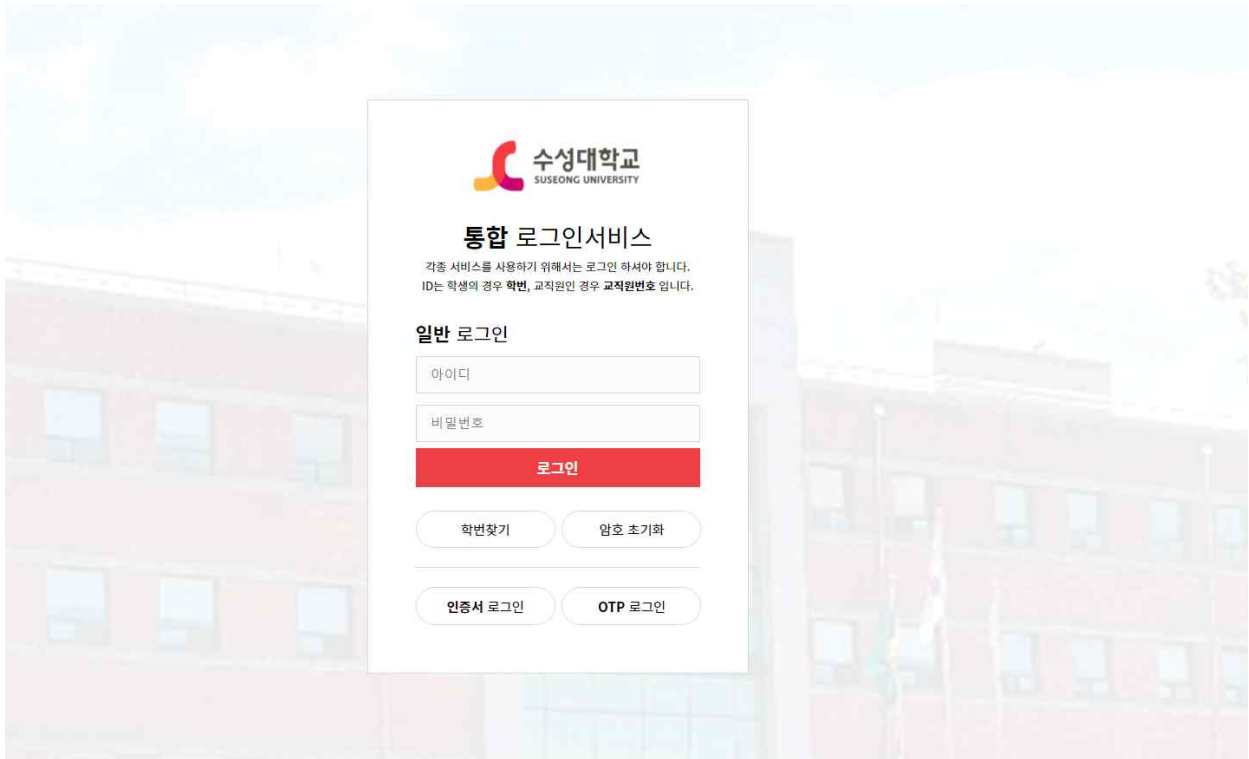 수성대학교
SUSEONG UNIVERSITY
통합 로그인서비스
각종 서비스를 사용하기 위해서는 로그인 하셔야 합니다.
ID는 학생의 경우 학번, 교직원인 경우 교직원번호 입니다.
일반 로그인
아이디
비밀번호
로그인
학번찾기 암호 초기화
인증서 로그인 OTP 로그인